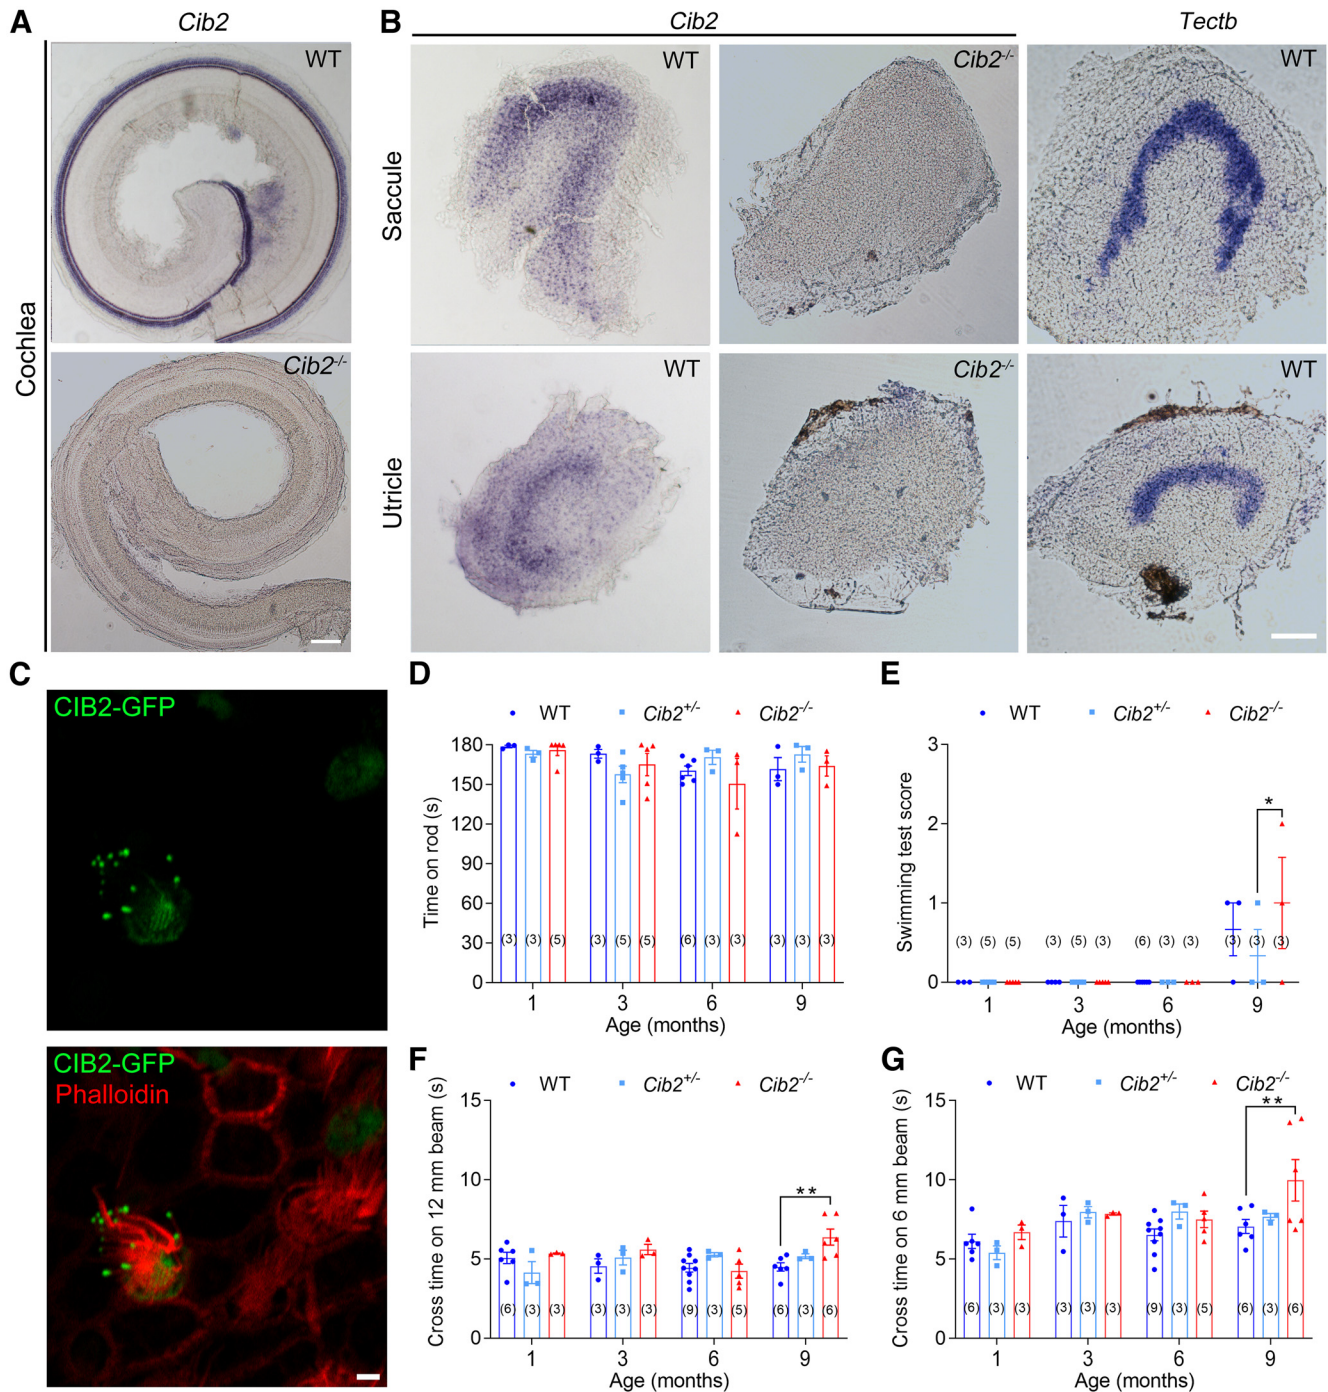 A
Cib2
WT
Cochlea
Cib2-/-
B
Cib2
Tectb
Saccule
WT
Cib2-/-
WT
Utricle
WT
Cib2-/-
WT
C
CIB2-GFP
CIB2-GFP
Phalloidin
D
WT
Cib2+/-
Cib2-/-
Time on rod (s)
180
150
120
90
60
30
0
(3) (3) (5) (3) (5) (5) (6) (3) (3) (3) (3) (3)
1 3 6 9
Age (months)
E
WT
Cib2+/-
Cib2-/-
Swimming test score
3
2
1
0
*
(3) (5) (5) (3) (5) (3) (6) (3) (3) (3) (3) (3)
1 3 6 9
Age (months)
F
WT
Cib2+/-
Cib2-/-
Cross time on 12 mm beam (s)
15
10
5
0
**
(6) (3) (3) (3) (3) (3) (9) (3) (5) (6) (3) (6)
1 3 6 9
Age (months)
G
WT
Cib2+/-
Cib2-/-
Cross time on 6 mm beam (s)
15
10
5
0
**
(6) (3) (3) (3) (3) (3) (9) (3) (5) (6) (3) (6)
1 3 6 9
Age (months)